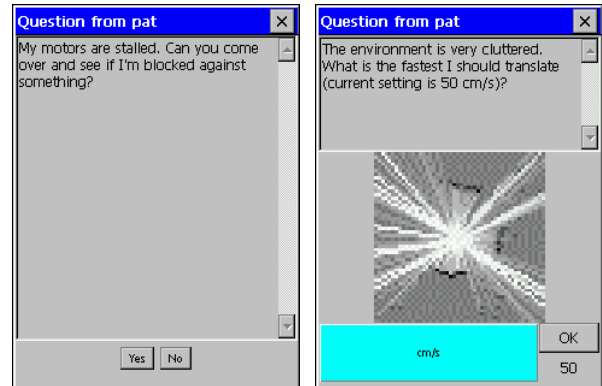 Question from pat
My motors are stalled. Can you come
over and see if I'm blocked against
something?
Yes No
Question from pat
The environment is very cluttered.
What is the fastest I should translate
(current setting is 50 cm/s)?
cm/s
OK
50